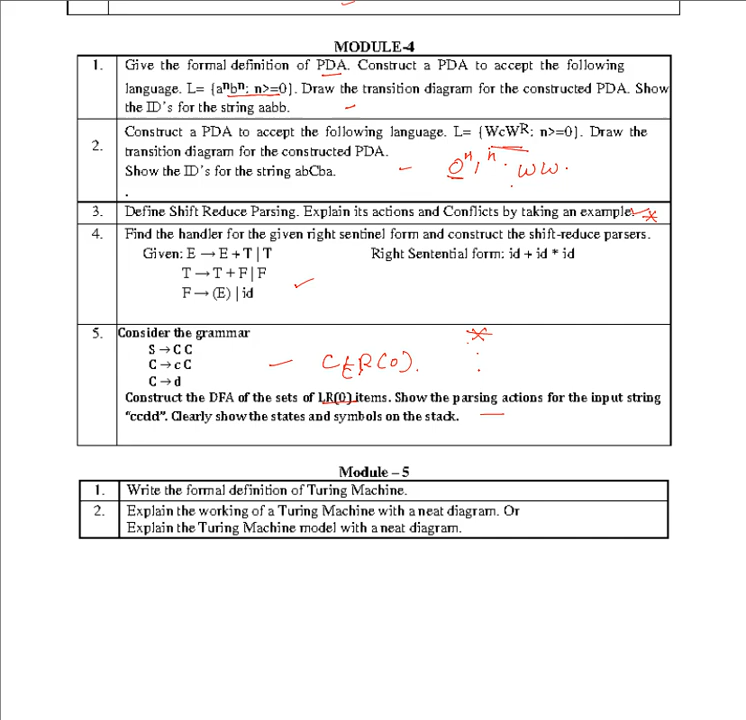 MODULE-4
1. Give the formal definition of PDA. Construct a PDA to accept the following
language. L= {aⁿbⁿ: n>=0}. Draw the transition diagram for the constructed PDA. Show
the ID's for the string aabb.
2. Construct a PDA to accept the following language. L= {WcWᴿ: n>=0}. Draw the
transition diagram for the constructed PDA.
Show the ID's for the string abCba.
.
0ⁿ1ⁿ. ww.
3. Define Shift Reduce Parsing. Explain its actions and Conflicts by taking an example.
4. Find the handler for the given right sentinel form and construct the shift-reduce parsers.
Given: E → E + T | T Right Sentential form: id + id * id
T → T + F | F
F → (E) | id
5. Consider the grammar
S → C C
C → c C
C → d
Construct the DFA of the sets of LR(0) items. Show the parsing actions for the input string
"ccdd". Clearly show the states and symbols on the stack.
Module – 5
1. Write the formal definition of Turing Machine.
2. Explain the working of a Turing Machine with a neat diagram. Or
Explain the Turing Machine model with a neat diagram.